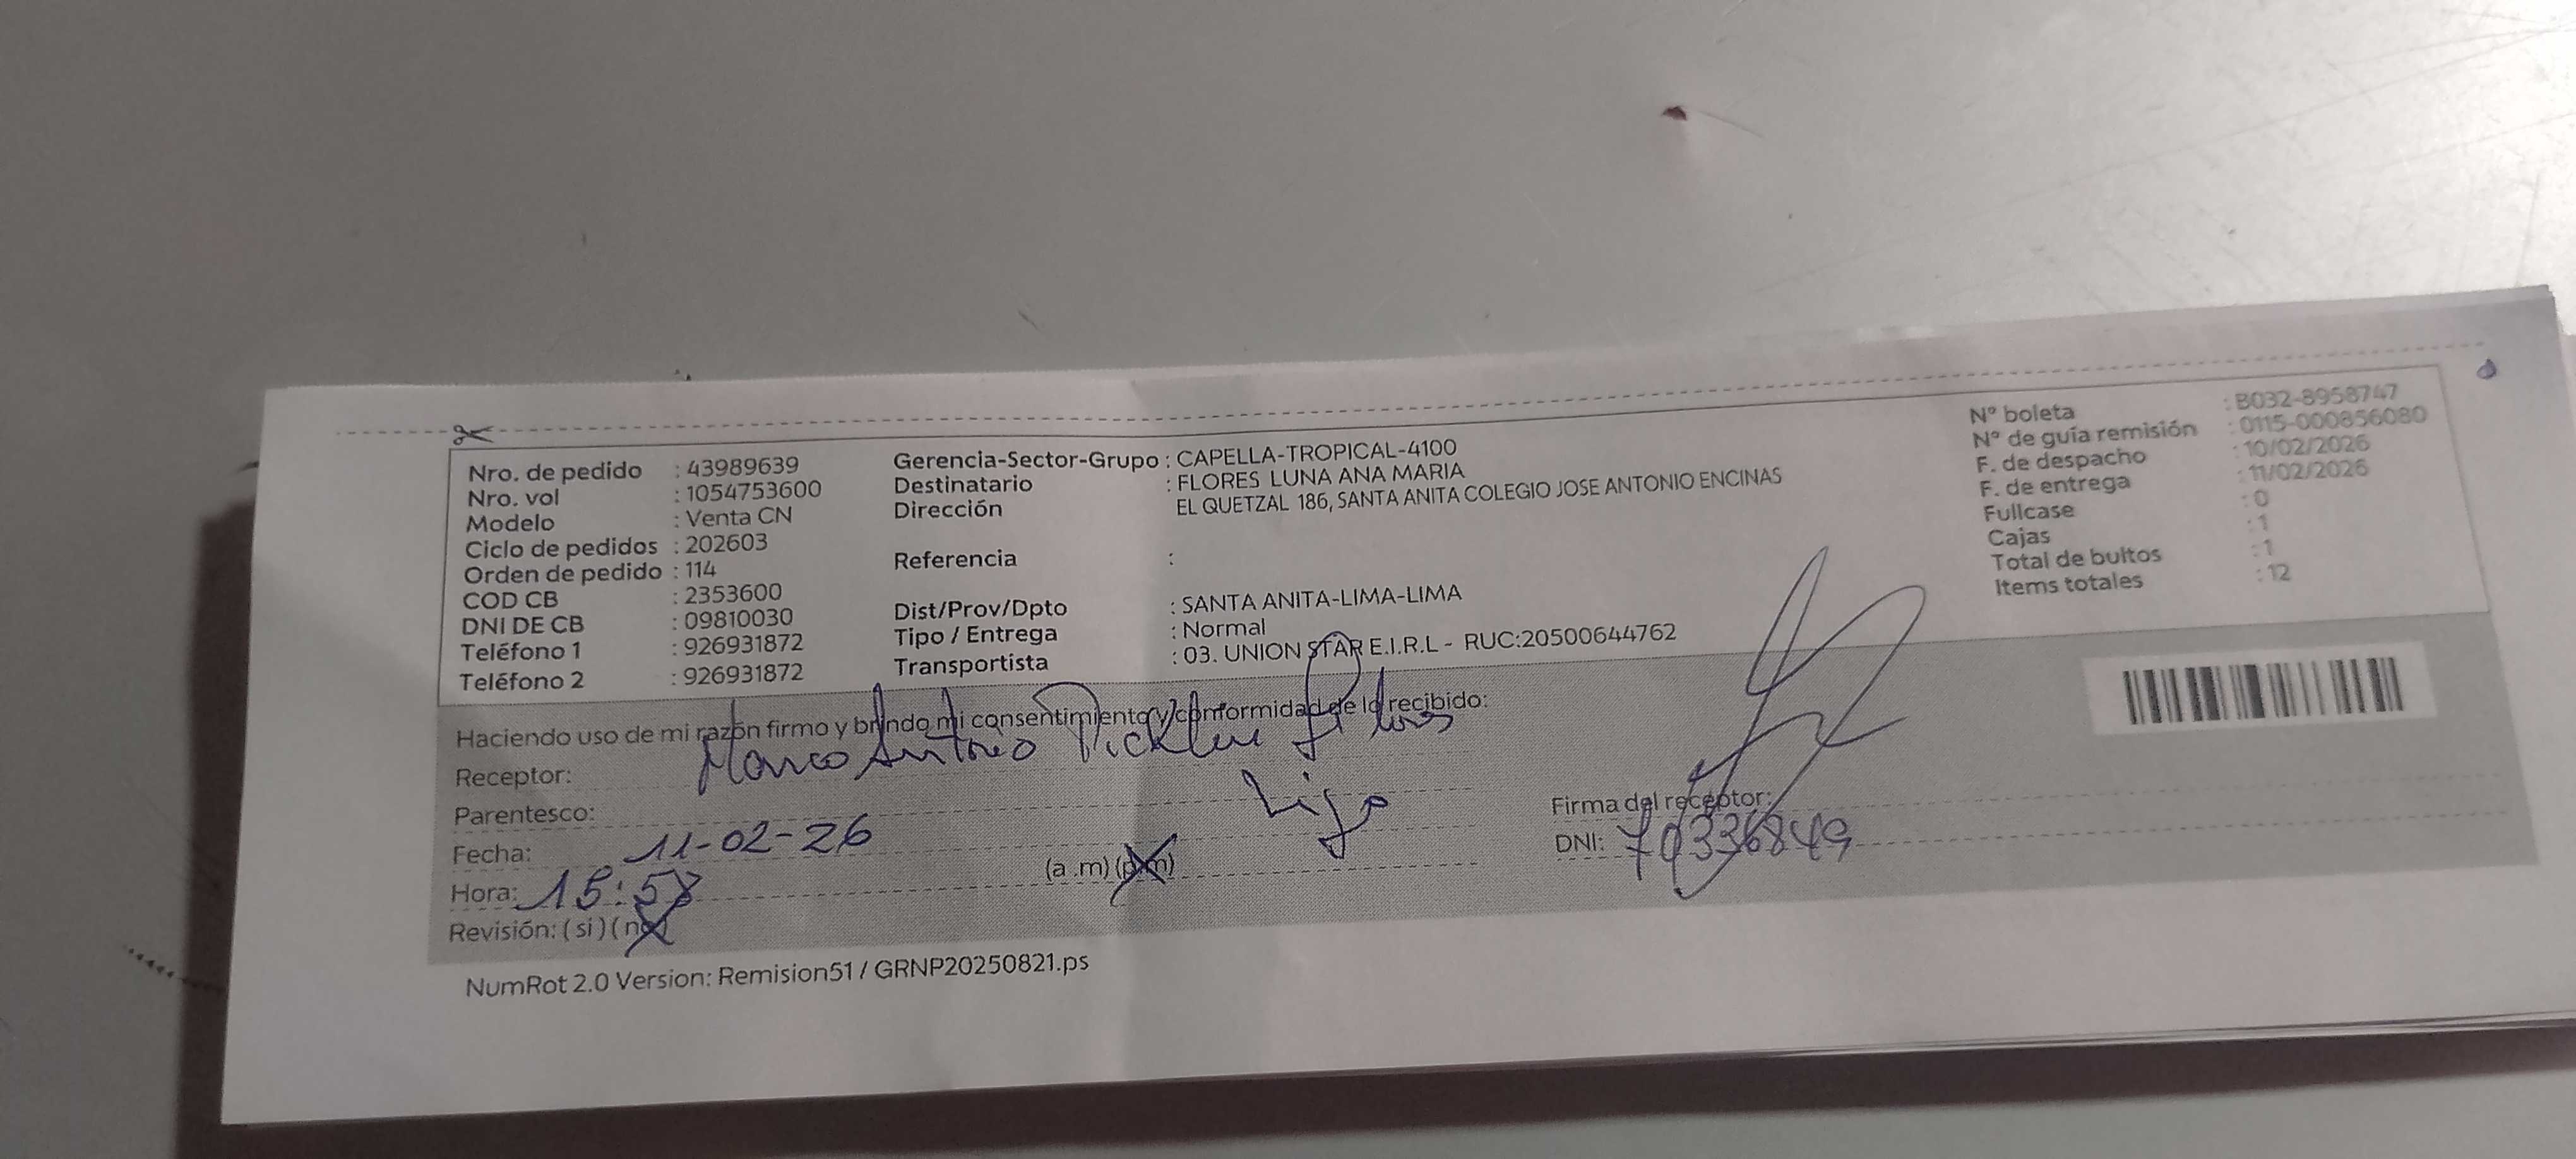 Nro. de pedido : 43989639
Nro. vol : 1054753600
Modelo : Venta CN
Ciclo de pedidos : 202603
Orden de pedido : 114
COD CB : 2353600
DNI DE CB : 09810030
Teléfono 1 : 926931872
Teléfono 2 : 926931872
Gerencia-Sector-Grupo : CAPELLA-TROPICAL-4100
Destinatario : FLORES LUNA ANA MARIA
Dirección EL QUETZAL 186, SANTA ANITA COLEGIO JOSE ANTONIO ENCINAS
Referencia :
Dist/Prov/Dpto : SANTA ANITA-LIMA-LIMA
Tipo / Entrega : Normal
Transportista : 03. UNION STAR E.I.R.L - RUC:20500644762
N° boleta : B032-8958747
N° de guía remisión : 0115-000856080
F. de despacho : 10/02/2026
F. de entrega : 11/02/2026
Fullcase : 0
Cajas : 1
Total de bultos : 1
Items totales : 12
Haciendo uso de mi razón firmo y brindo mi consentimiento y conformidad de lo recibido:
Receptor: Marco Antonio
Parentesco: Hijo
Fecha: 11-02-26
Hora: 15:57 (a .m) (p.m)
Revisión: ( si ) ( no )
Firma del receptor:
DNI: 70336849
NumRot 2.0 Version: Remision51 / GRNP20250821.ps